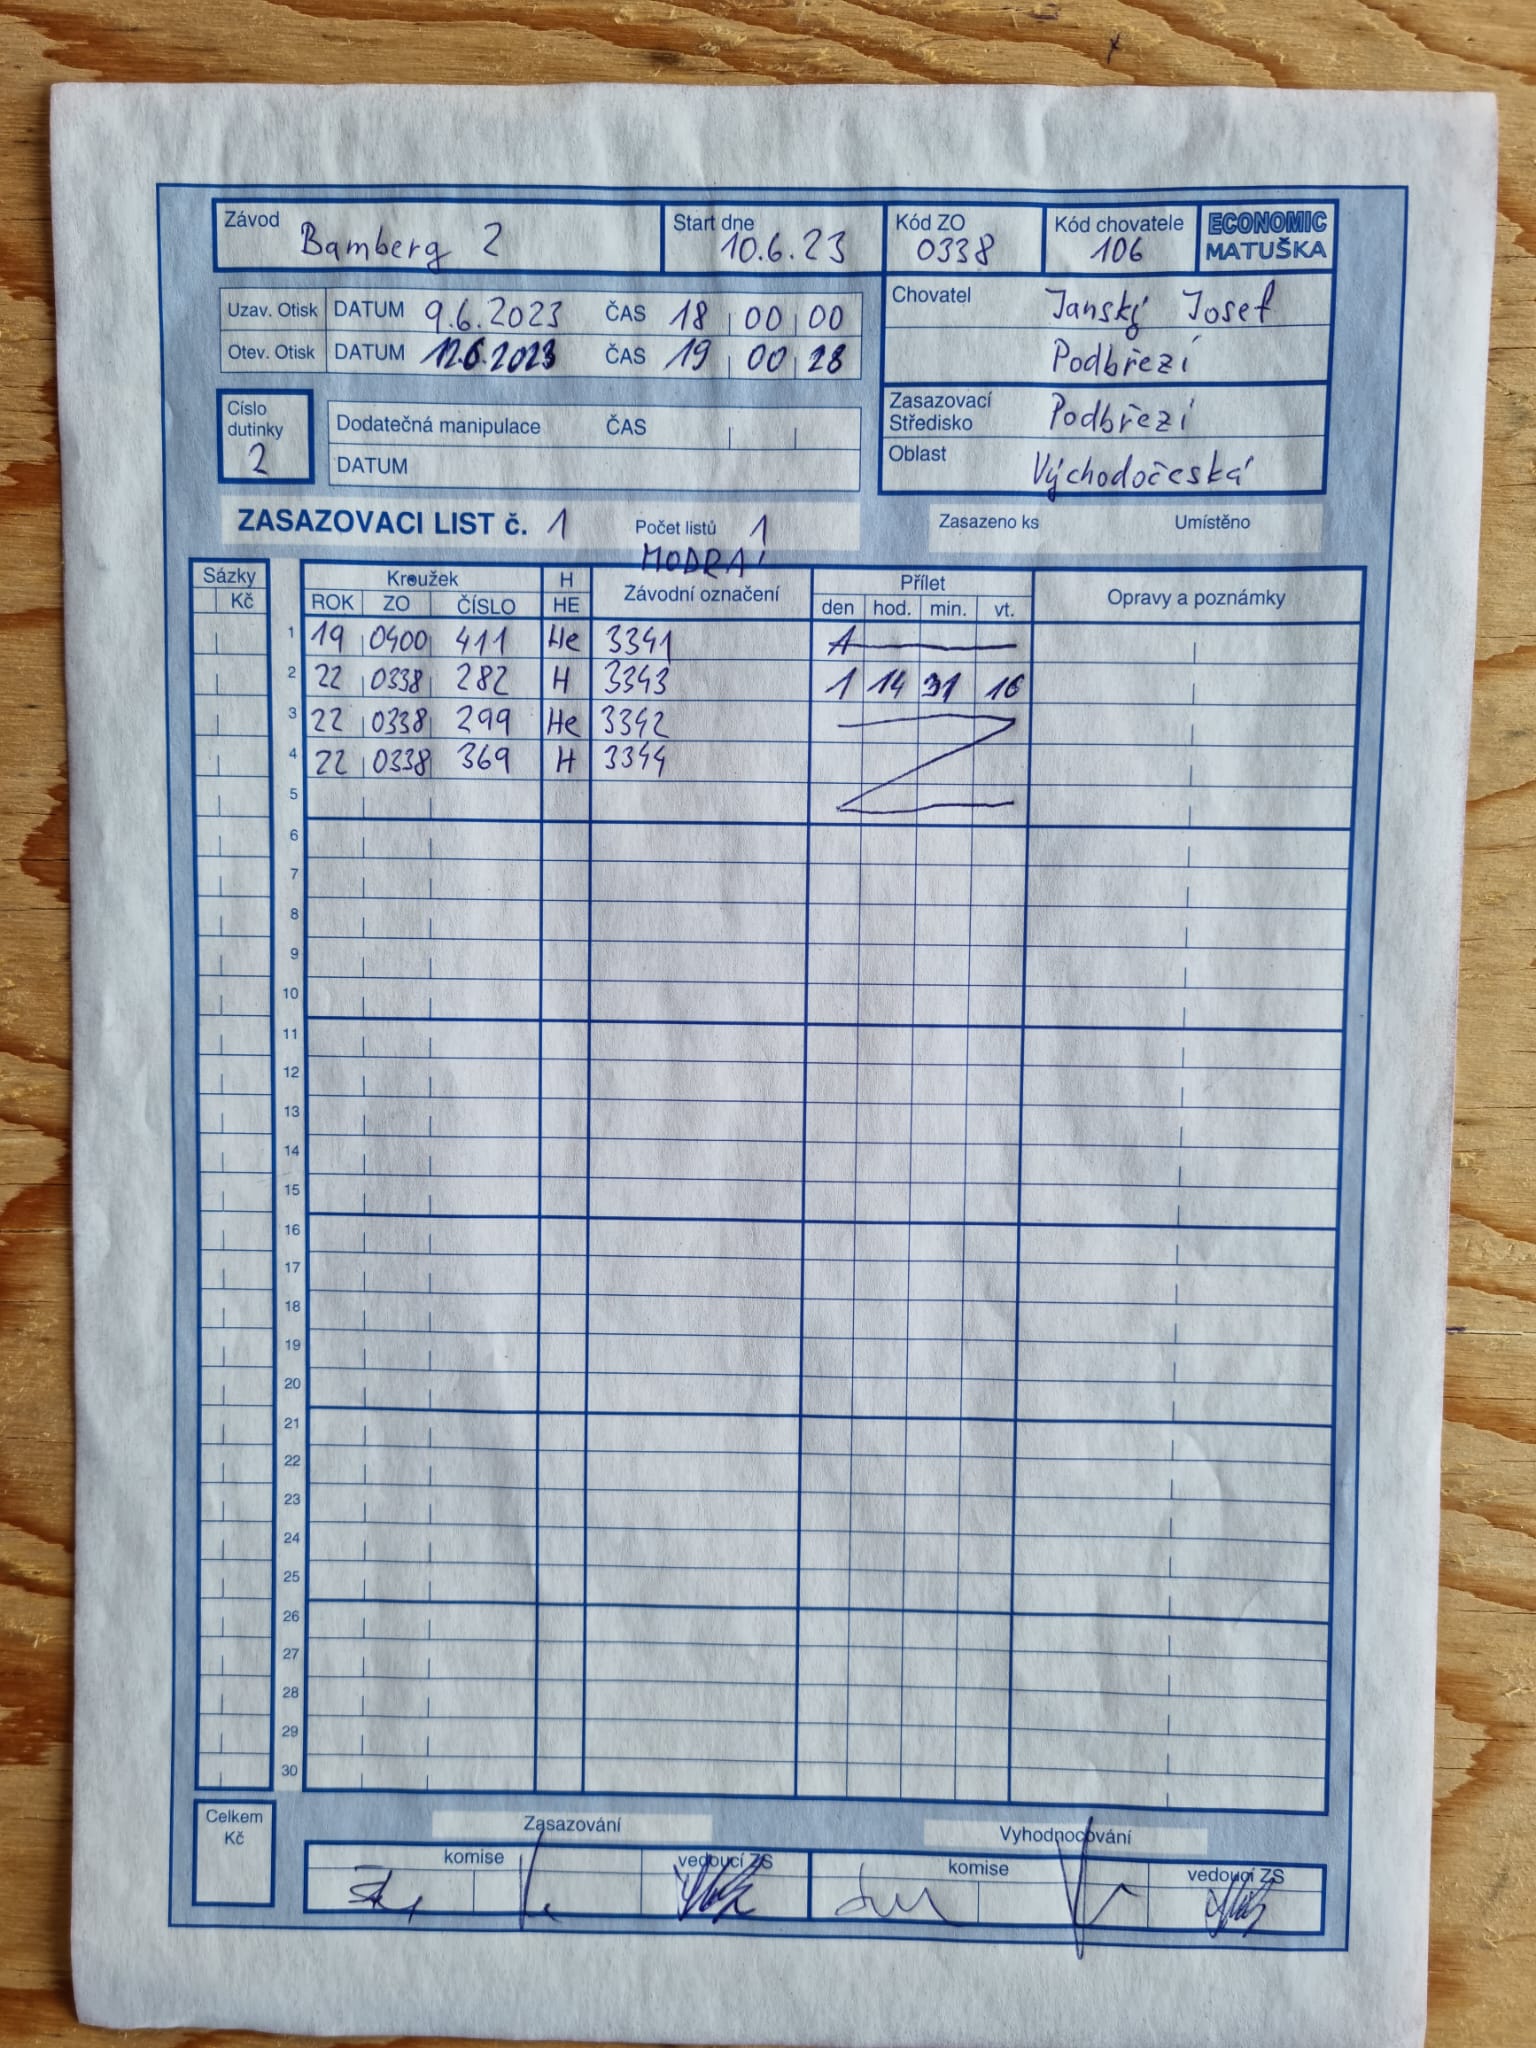 Závod Bamberg 2 Start dne 10.6.23 Kód ZO 0338 Kód chovatele 106 ECONOMIC MATUŠKA
Uzav. Otisk DATUM 9.6.2023 ČAS 18 00 00
Otev. Otisk DATUM 12.6.2023 ČAS 19 00 28
Chovatel Janský Josef
Podbřezí
Zasazovací Středisko Podbřezí
Oblast Východočeská
Číslo dutinky 2
Dodatečná manipulace ČAS
DATUM
ZASAZOVACI LIST č. 1 Počet listů 1 Zasazeno ks Umístěno
MODRÁ
Sázky Kroužek H Závodní označení Přílet Opravy a poznámky
Kč ROK ZO ČÍSLO HE den hod. min. vt.
1 19 0400 411 He 3341 A
2 22 0338 282 H 3343 1 14 31 16
3 22 0338 299 He 3342
4 22 0338 369 H 3344
5
6
7
8
9
10
11
12
13
14
15
16
17
18
19
20
21
22
23
24
25
26
27
28
29
30
Celkem Kč
Zasazování Vyhodnocování
komise vedoucí ZS komise vedoucí ZS